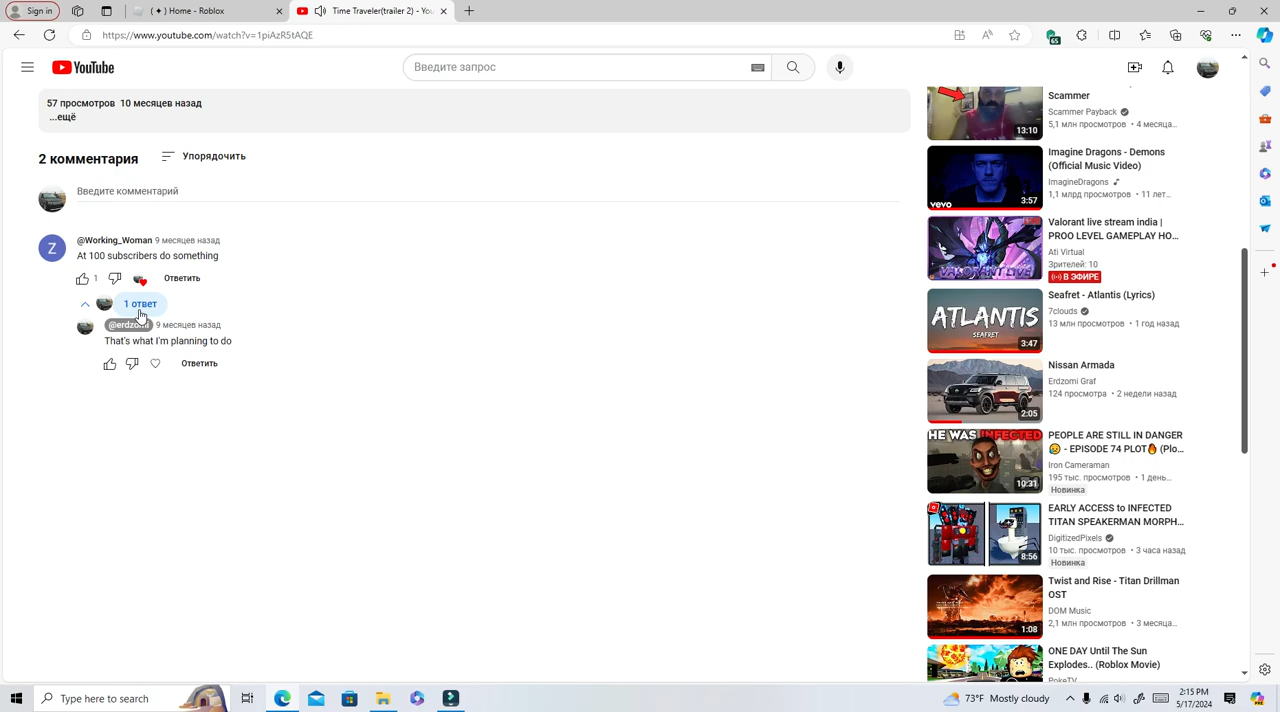 Sign in
( ✦ ) Home - Roblox
Time Traveler(trailer 2) - YouTu
https://www.youtube.com/watch?v=1piAzR5tAQE
65
YouTube
Введите запрос
57 просмотров 10 месяцев назад
...ещё
2 комментария
Упорядочить
Введите комментарий
Z
@Working_Woman 9 месяцев назад
At 100 subscribers do something
1
Ответить
1 ответ
@erdzomi 9 месяцев назад
That's what I'm planning to do
Ответить
13:10
Scammer
Scammer Payback
5,1 млн просмотров • 4 месяца...
vevo
3:57
Imagine Dragons - Demons
(Official Music Video)
ImagineDragons
1,1 млрд просмотров • 11 лет...
VALORANT LIVE
Valorant live stream india |
PROO LEVEL GAMEPLAY HO...
Ati Virtual
Зрителей: 10
В ЭФИРЕ
ATLANTIS
SEAFRET
3:47
Seafret - Atlantis (Lyrics)
7clouds
13 млн просмотров • 1 год назад
2:05
Nissan Armada
Erdzomi Graf
124 просмотра • 2 недели назад
HE WAS INFECTED
10:31
PEOPLE ARE STILL IN DANGER
😥 - EPISODE 74 PLOT🔥 (Plo...
Iron Cameraman
195 тыс. просмотров • 1 день...
Новинка
8:56
EARLY ACCESS to INFECTED
TITAN SPEAKERMAN MORPH...
DigitizedPixels
10 тыс. просмотров • 3 часа назад
Новинка
1:08
Twist and Rise - Titan Drillman
OST
DOM Music
2,1 млн просмотров • 3 месяца...
ONE DAY Until The Sun
Explodes.. (Roblox Movie)
PokeTV
Type here to search
73°F Mostly cloudy
2:15 PM
5/17/2024